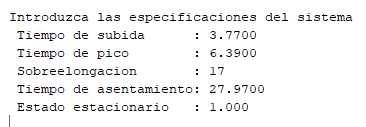 Introduzca las especificaciones del sistema
Tiempo de subida      : 3.7700
Tiempo de pico        : 6.3900
Sobreelongacion       : 17
Tiempo de asentamiento: 27.9700
Estado estacionario   : 1.000